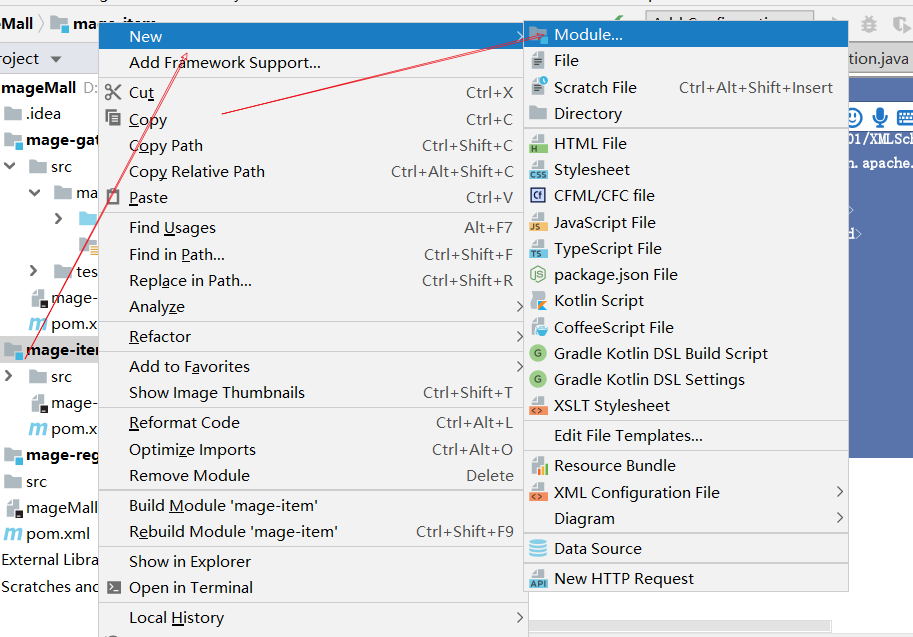 Mall mage-item
Add Configuration
roject
mageMall D:
.idea
mage-gat
src
ma
tes
mage-
pom.x
mage-iter
src
mage-
pom.x
mage-reg
src
mageMall
pom.xml
External Libra
Scratches and
New
Add Framework Support...
Cut Ctrl+X
Copy Ctrl+C
Copy Path Ctrl+Shift+C
Copy Relative Path Ctrl+Alt+Shift+C
Paste Ctrl+V
Find Usages Alt+F7
Find in Path... Ctrl+Shift+F
Replace in Path... Ctrl+Shift+R
Analyze
Refactor
Add to Favorites
Show Image Thumbnails Ctrl+Shift+T
Reformat Code Ctrl+Alt+L
Optimize Imports Ctrl+Alt+O
Remove Module Delete
Build Module 'mage-item'
Rebuild Module 'mage-item' Ctrl+Shift+F9
Show in Explorer
Open in Terminal
Local History
Module...
File
Scratch File Ctrl+Alt+Shift+Insert
Directory
HTML File
Stylesheet
CFML/CFC file
JavaScript File
TypeScript File
package.json File
Kotlin Script
CoffeeScript File
Gradle Kotlin DSL Build Script
Gradle Kotlin DSL Settings
XSLT Stylesheet
Edit File Templates...
Resource Bundle
XML Configuration File
Diagram
Data Source
New HTTP Request
tion.java
01/XMLSch
n.apache.
d>